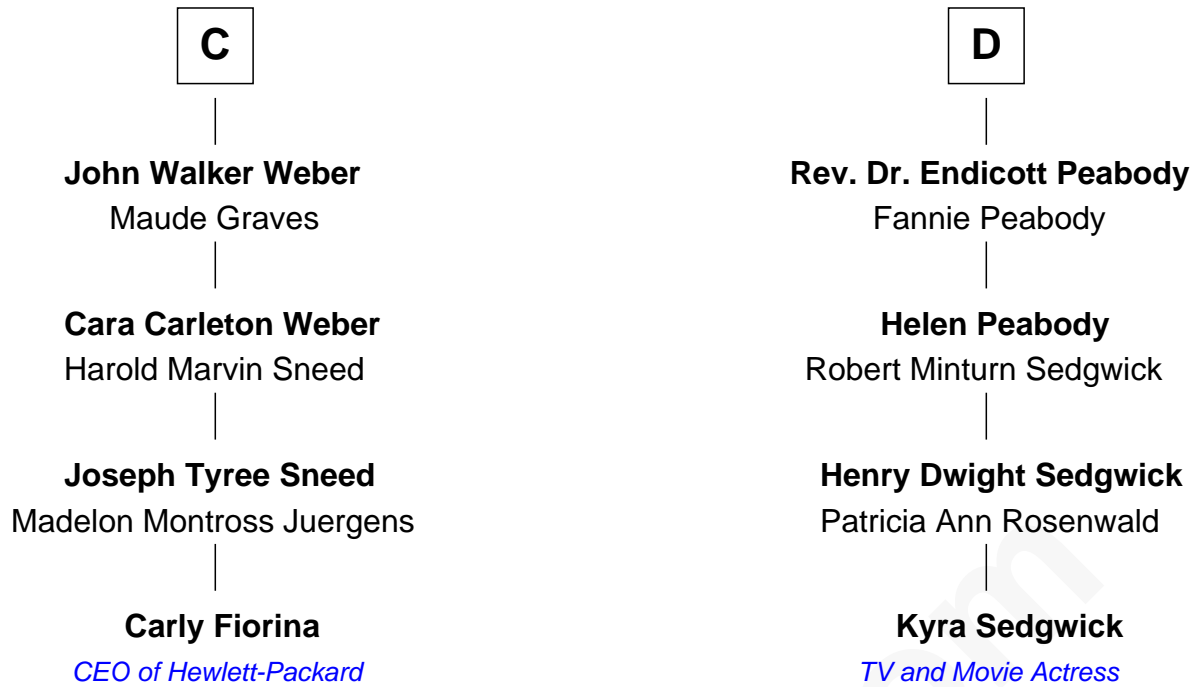 C
John Walker Weber
Maude Graves
Cara Carleton Weber
Harold Marvin Sneed
Joseph Tyree Sneed
Madelon Montross Juergens
Carly Fiorina
CEO of Hewlett-Packard
D
Rev. Dr. Endicott Peabody
Fannie Peabody
Helen Peabody
Robert Minturn Sedgwick
Henry Dwight Sedgwick
Patricia Ann Rosenwald
Kyra Sedgwick
TV and Movie Actress